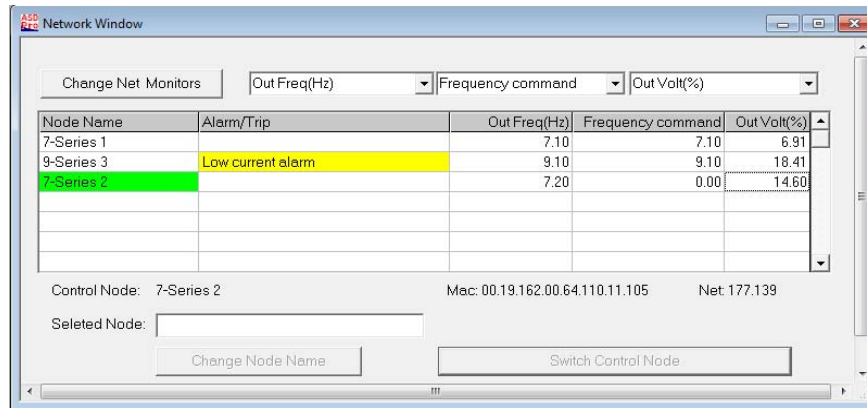 ASD Pro Network Window
Change Net Monitors Out Freq(Hz) Frequency command Out Volt(%)
Node Name Alarm/Trip Out Freq(Hz) Frequency command Out Volt(%)
7-Series 1 7.10 7.10 6.91
9-Series 3 Low current alarm 9.10 9.10 18.41
7-Series 2 7.20 0.00 14.60
Control Node: 7-Series 2 Mac: 00.19.162.00.64.110.11.105 Net: 177.139
Seleted Node:
Change Node Name Switch Control Node